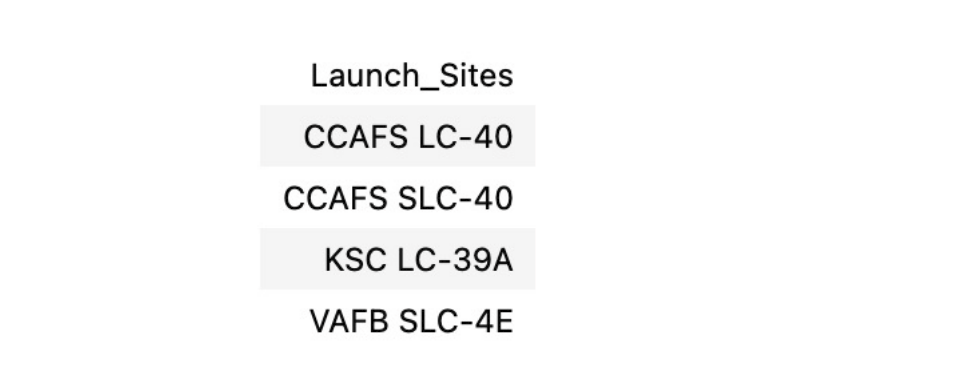 Launch_Sites
CCAFS LC-40
CCAFS SLC-40
KSC LC-39A
VAFB SLC-4E